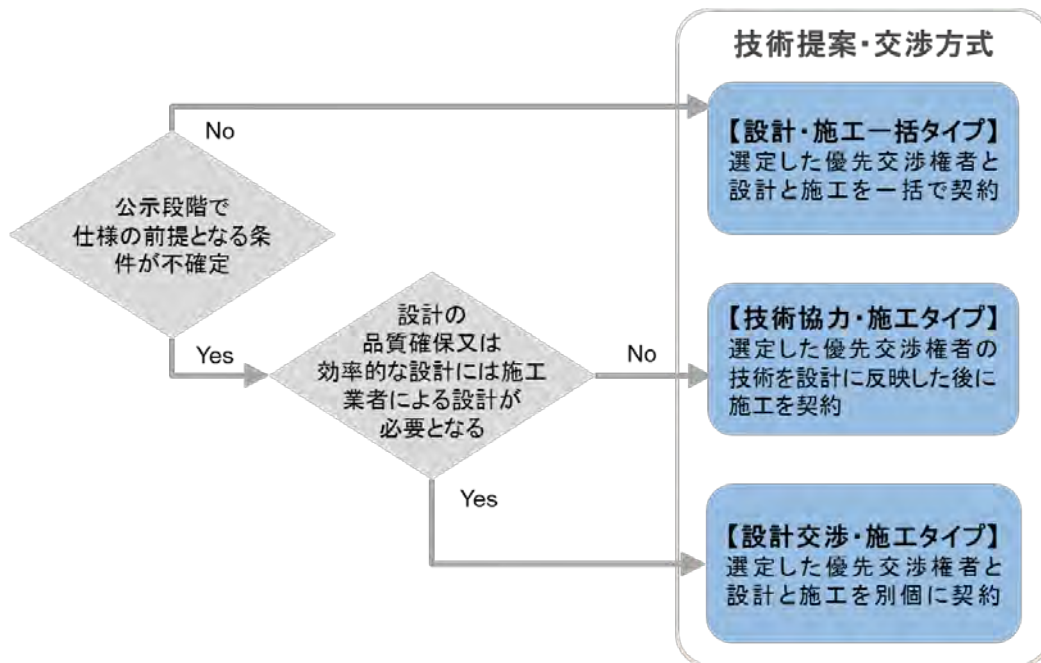 技術提案・交渉方式
No
【設計・施工一括タイプ】
選定した優先交渉権者と
設計と施工を一括で契約
公示段階で
仕様の前提となる条
件が不確定
Yes
設計の
品質確保又は
効率的な設計には施工
業者による設計が
必要となる
No
【技術協力・施工タイプ】
選定した優先交渉権者の
技術を設計に反映した後に
施工を契約
Yes
【設計交渉・施工タイプ】
選定した優先交渉権者と
設計と施工を別個に契約